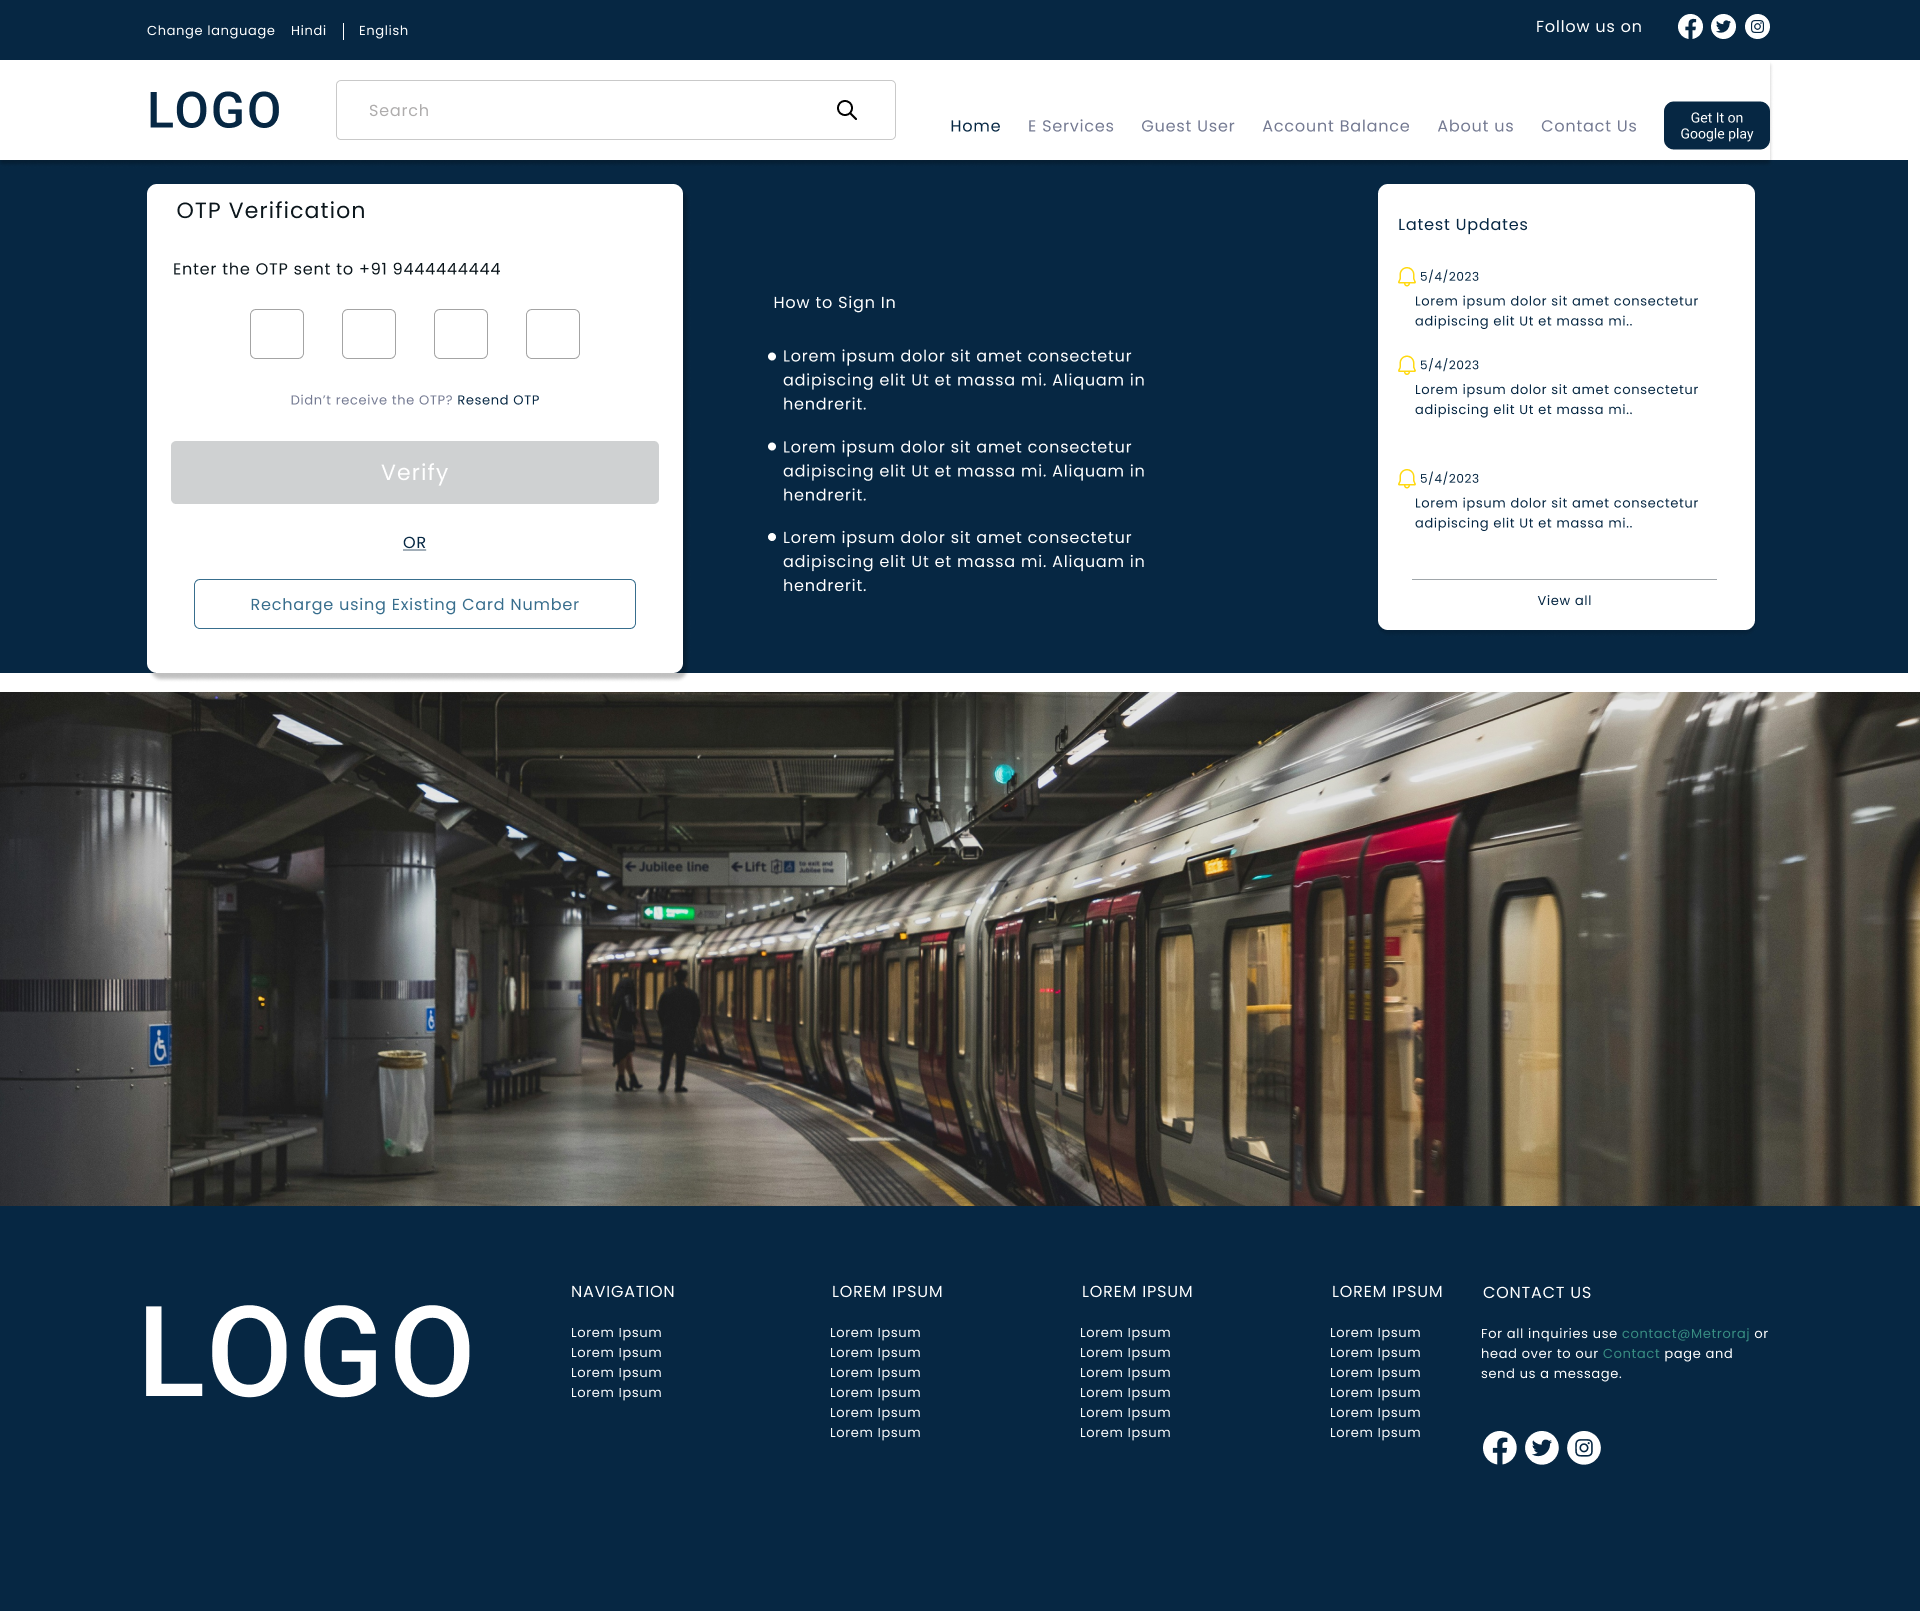 Change language Hindi English
Follow us on
LOGO
Search
Home E Services Guest User Account Balance About us Contact Us
Get It on
Google play
OTP Verification
Enter the OTP sent to +91 9444444444
Didn't receive the OTP? Resend OTP
Verify
OR
Recharge using Existing Card Number
How to Sign In
Lorem ipsum dolor sit amet consectetur
adipiscing elit Ut et massa mi. Aliquam in
hendrerit.
Lorem ipsum dolor sit amet consectetur
adipiscing elit Ut et massa mi. Aliquam in
hendrerit.
Lorem ipsum dolor sit amet consectetur
adipiscing elit Ut et massa mi. Aliquam in
hendrerit.
Latest Updates
5/4/2023
Lorem ipsum dolor sit amet consectetur
adipiscing elit Ut et massa mi..
5/4/2023
Lorem ipsum dolor sit amet consectetur
adipiscing elit Ut et massa mi..
5/4/2023
Lorem ipsum dolor sit amet consectetur
adipiscing elit Ut et massa mi..
View all
Jubilee line
Lift
to exit and
Jubilee line
LOGO
NAVIGATION
Lorem Ipsum
Lorem Ipsum
Lorem Ipsum
Lorem Ipsum
LOREM IPSUM
Lorem Ipsum
Lorem Ipsum
Lorem Ipsum
Lorem Ipsum
Lorem Ipsum
Lorem Ipsum
LOREM IPSUM
Lorem Ipsum
Lorem Ipsum
Lorem Ipsum
Lorem Ipsum
Lorem Ipsum
Lorem Ipsum
LOREM IPSUM
Lorem Ipsum
Lorem Ipsum
Lorem Ipsum
Lorem Ipsum
Lorem Ipsum
Lorem Ipsum
CONTACT US
For all inquiries use contact@Metroraj or
head over to our Contact page and
send us a message.